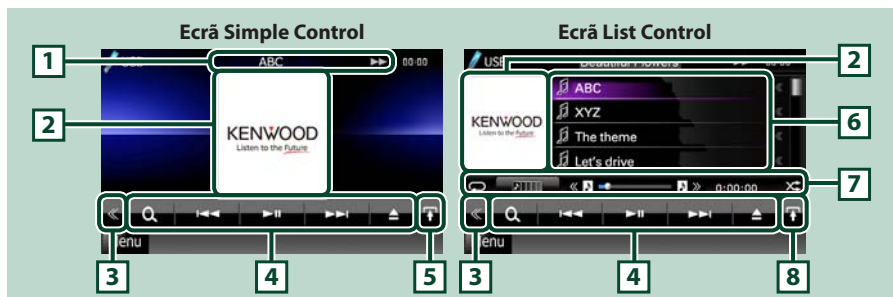 Ecrã Simple Control
Ecrã List Control
1
USB
ABC
00:00
2
KENWOOD
Listen to the Future
Menu
3
4
5
USB
Beautiful Flowers
2
KENWOOD
Listen to the Future
ABC
XYZ
The theme
Let's drive
6
0:00:00
7
Menu
3
4
8